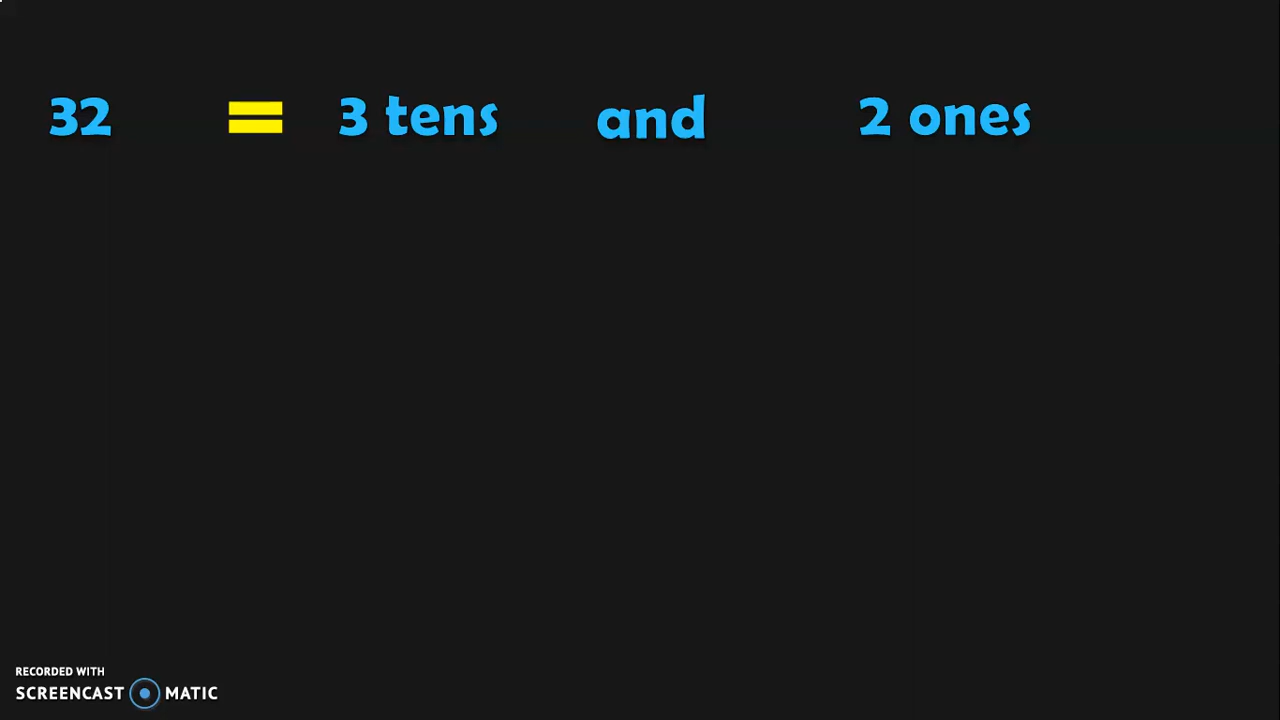 32 = 3 tens and 2 ones
RECORDED WITH
SCREENCAST MATIC